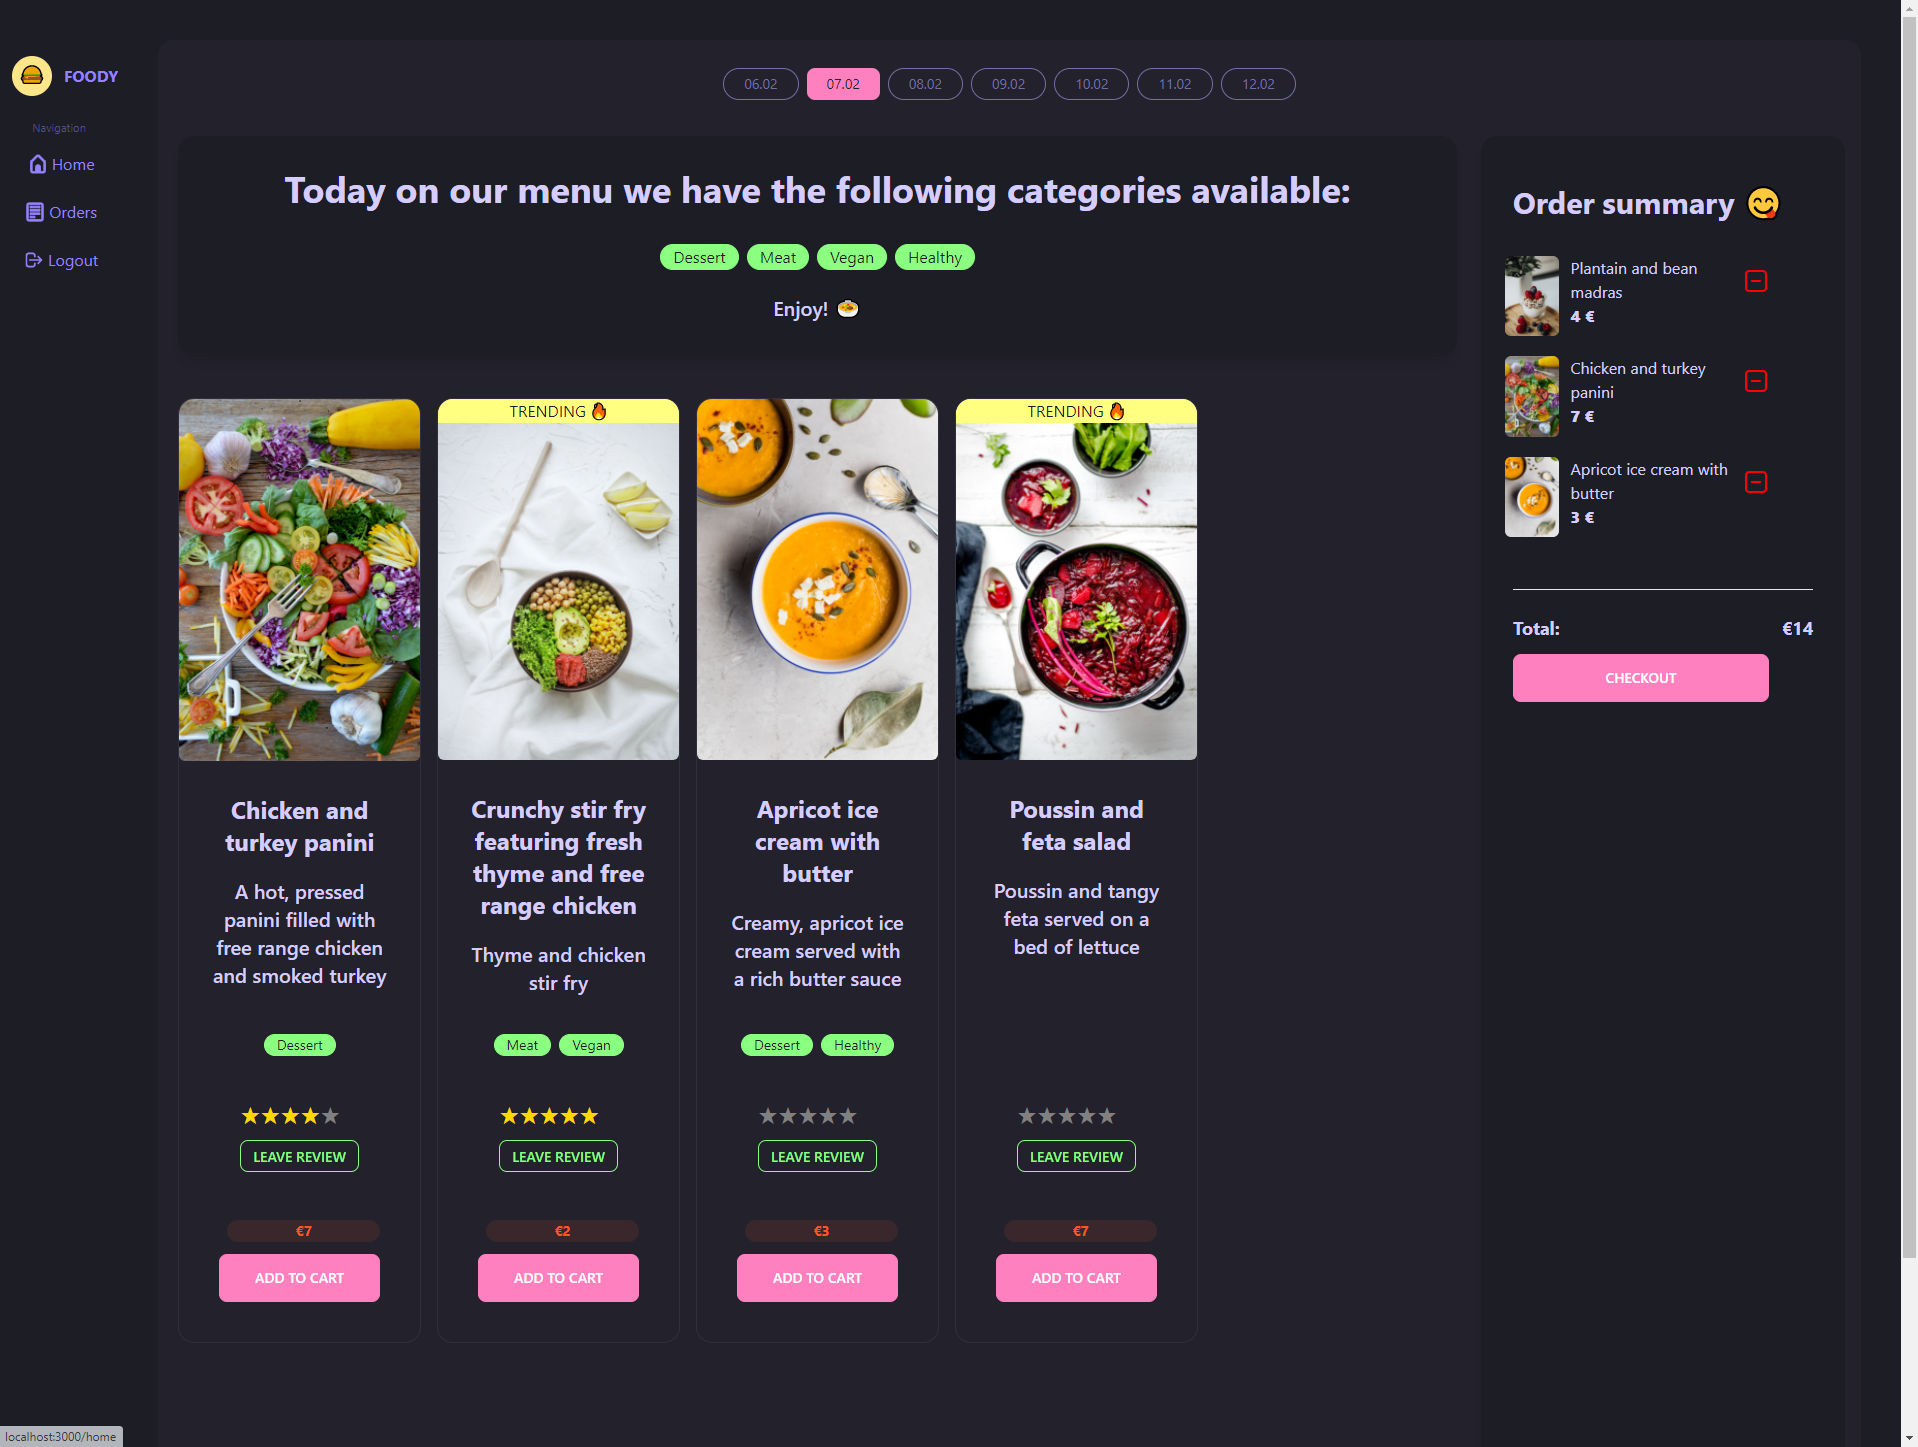 FOODY
Navigation
Home
Orders
Logout
06.02
07.02
08.02
09.02
10.02
11.02
12.02
Today on our menu we have the following categories available:
Dessert
Meat
Vegan
Healthy
Enjoy!
Chicken and
turkey panini
A hot, pressed
panini filled with
free range chicken
and smoked turkey
Dessert
LEAVE REVIEW
€7
ADD TO CART
TRENDING
Crunchy stir fry
featuring fresh
thyme and free
range chicken
Thyme and chicken
stir fry
Meat
Vegan
LEAVE REVIEW
€2
ADD TO CART
Apricot ice
cream with
butter
Creamy, apricot ice
cream served with
a rich butter sauce
Dessert
Healthy
LEAVE REVIEW
€3
ADD TO CART
TRENDING
Poussin and
feta salad
Poussin and tangy
feta served on a
bed of lettuce
LEAVE REVIEW
€7
ADD TO CART
Order summary
Plantain and bean
madras
4 €
Chicken and turkey
panini
7 €
Apricot ice cream with
butter
3 €
Total: €14
CHECKOUT
localhost:3000/home